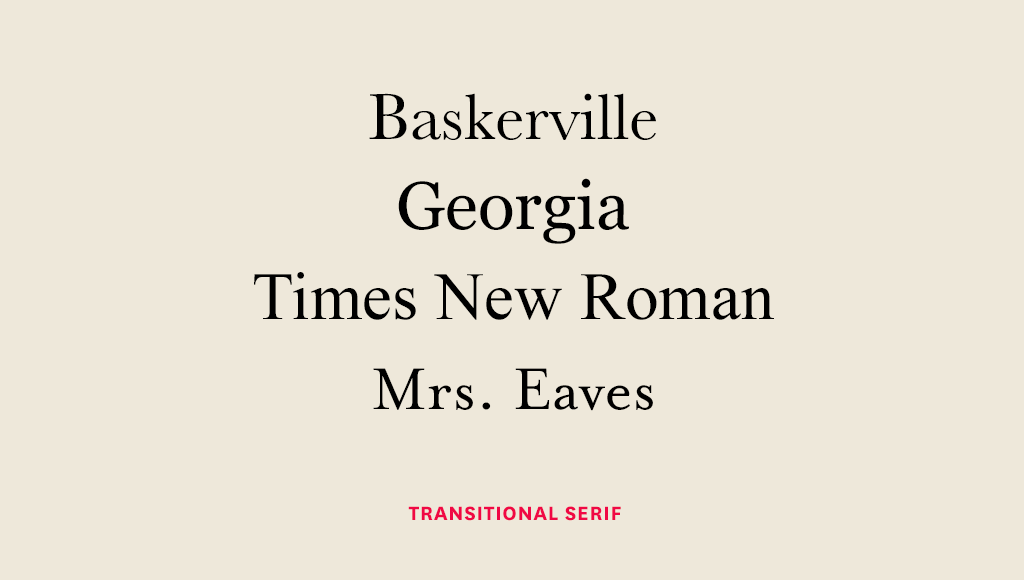 Baskerville
Georgia
Times New Roman
Mrs. Eaves
TRANSITIONAL SERIF